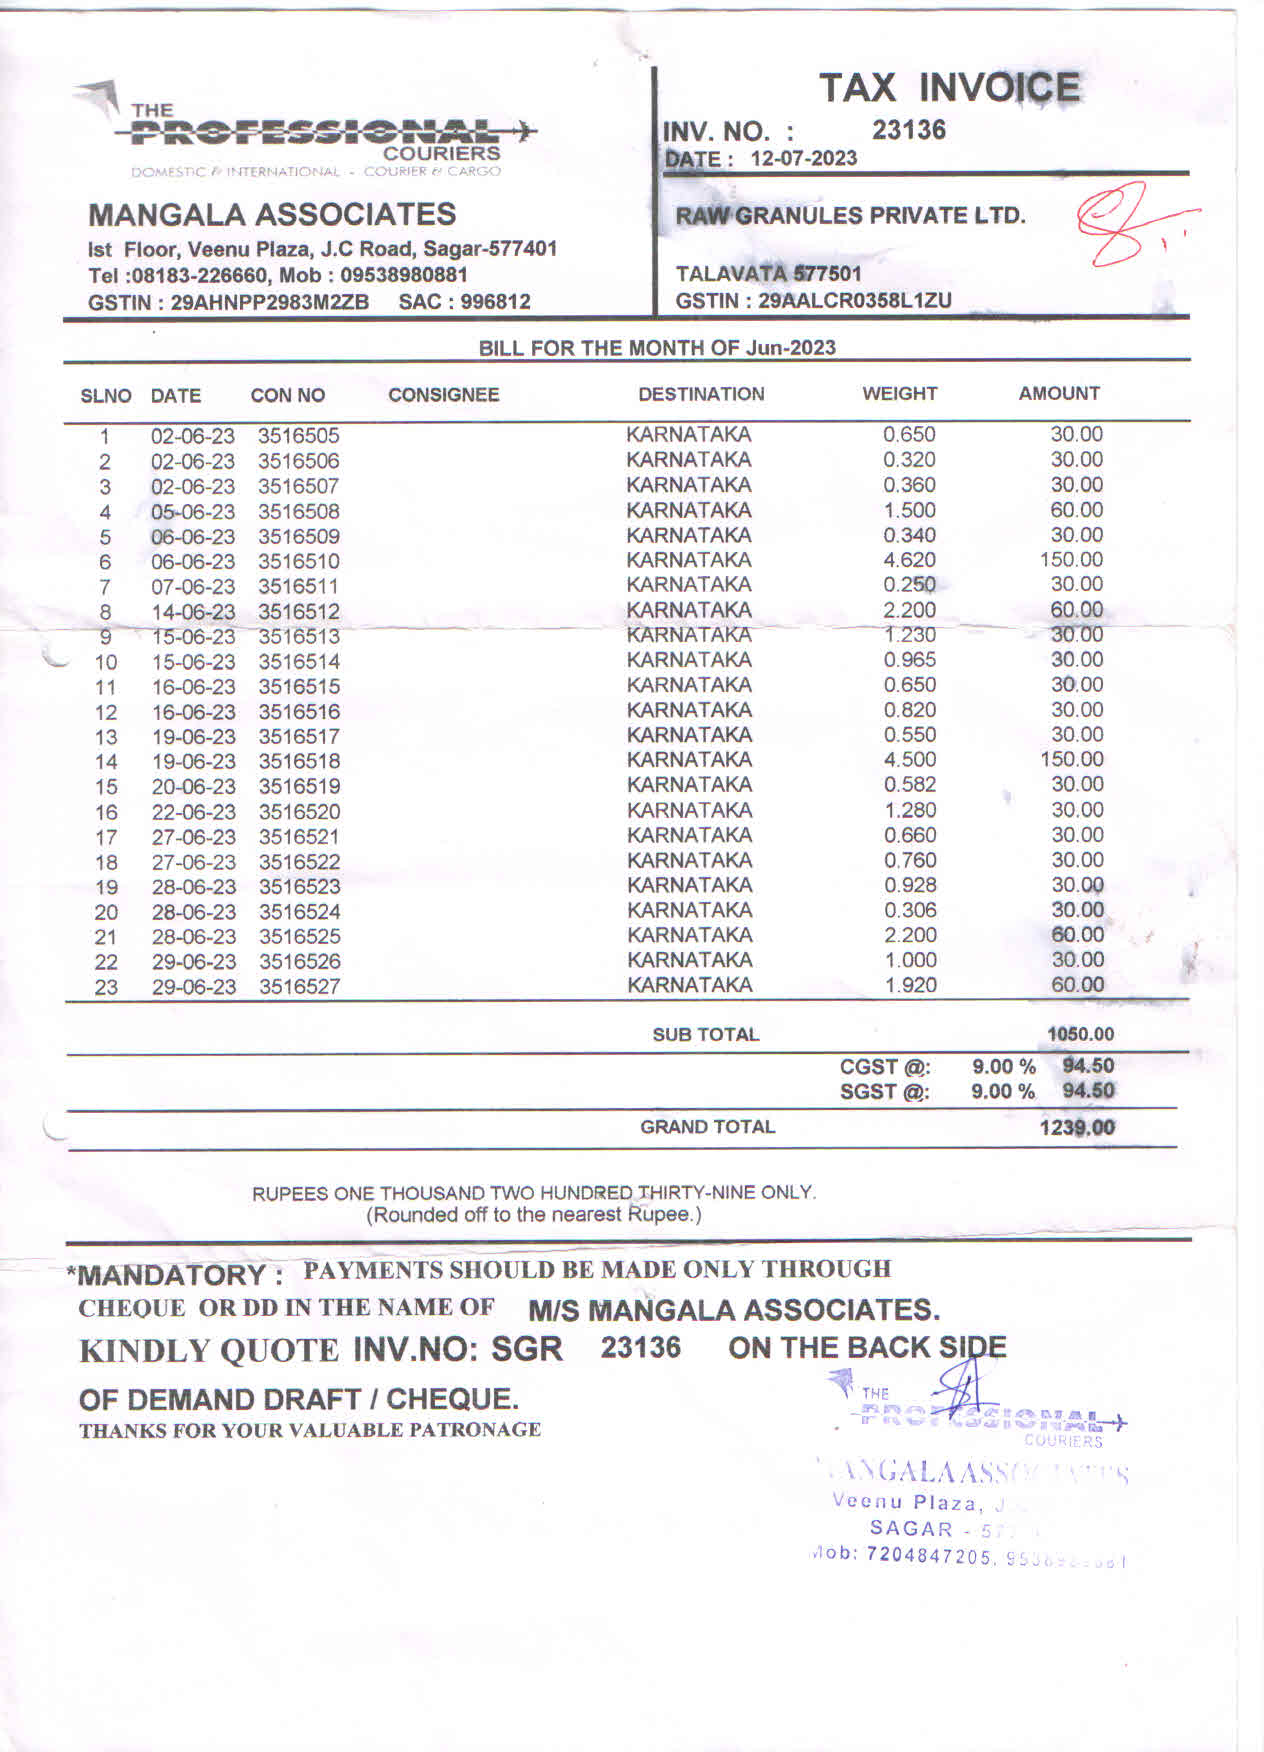 THE
PROFESSIONAL
COURIERS
DOMESTIC & INTERNATIONAL - COURIER & CARGO
MANGALA ASSOCIATES
Ist Floor, Veenu Plaza, J.C Road, Sagar-577401
Tel :08183-226660, Mob : 09538980881
GSTIN : 29AHNPP2983M2ZB SAC : 996812
TAX INVOICE
INV. NO. : 23136
DATE : 12-07-2023
RAW GRANULES PRIVATE LTD.
TALAVATA 577501
GSTIN : 29AALCR0358L1ZU
BILL FOR THE MONTH OF Jun-2023
SLNO DATE CON NO CONSIGNEE DESTINATION WEIGHT AMOUNT
1 02-06-23 3516505 KARNATAKA 0.650 30.00
2 02-06-23 3516506 KARNATAKA 0.320 30.00
3 02-06-23 3516507 KARNATAKA 0.360 30.00
4 05-06-23 3516508 KARNATAKA 1.500 60.00
5 06-06-23 3516509 KARNATAKA 0.340 30.00
6 06-06-23 3516510 KARNATAKA 4.620 150.00
7 07-06-23 3516511 KARNATAKA 0.250 30.00
8 14-06-23 3516512 KARNATAKA 2.200 60.00
9 15-06-23 3516513 KARNATAKA 1.230 30.00
10 15-06-23 3516514 KARNATAKA 0.965 30.00
11 16-06-23 3516515 KARNATAKA 0.650 30.00
12 16-06-23 3516516 KARNATAKA 0.820 30.00
13 19-06-23 3516517 KARNATAKA 0.550 30.00
14 19-06-23 3516518 KARNATAKA 4.500 150.00
15 20-06-23 3516519 KARNATAKA 0.582 30.00
16 22-06-23 3516520 KARNATAKA 1.280 30.00
17 27-06-23 3516521 KARNATAKA 0.660 30.00
18 27-06-23 3516522 KARNATAKA 0.760 30.00
19 28-06-23 3516523 KARNATAKA 0.928 30.00
20 28-06-23 3516524 KARNATAKA 0.306 30.00
21 28-06-23 3516525 KARNATAKA 2.200 60.00
22 29-06-23 3516526 KARNATAKA 1.000 30.00
23 29-06-23 3516527 KARNATAKA 1.920 60.00
SUB TOTAL 1050.00
CGST @: 9.00 % 94.50
SGST @: 9.00 % 94.50
GRAND TOTAL 1239.00
RUPEES ONE THOUSAND TWO HUNDRED THIRTY-NINE ONLY.
(Rounded off to the nearest Rupee.)
*MANDATORY : PAYMENTS SHOULD BE MADE ONLY THROUGH
CHEQUE OR DD IN THE NAME OF M/S MANGALA ASSOCIATES.
KINDLY QUOTE INV.NO: SGR 23136 ON THE BACK SIDE
OF DEMAND DRAFT / CHEQUE.
THANKS FOR YOUR VALUABLE PATRONAGE
THE
PROFESSIONAL
COURIERS
MANGALA ASSOCIATES
Veenu Plaza,
SAGAR -
Mob: 7204847205,